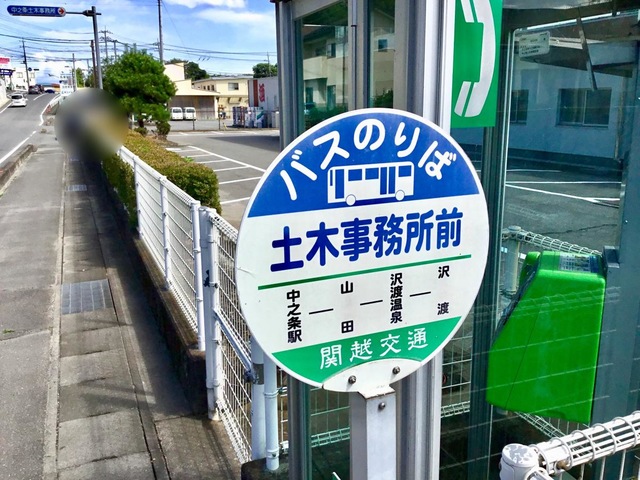 中之条土木事務所
バスのりば
土木事務所前
中之条駅―山田―沢渡温泉―沢渡
関越交通